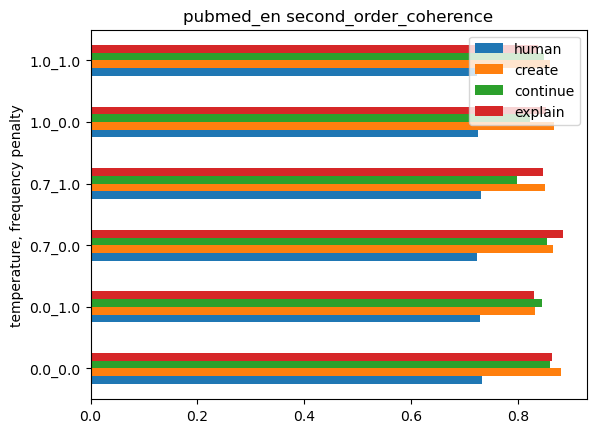 pubmed_en second_order_coherence
temperature, frequency penalty
1.0_1.0
1.0_0.0
0.7_1.0
0.7_0.0
0.0_1.0
0.0_0.0
human
create
continue
explain
0.0
0.2
0.4
0.6
0.8